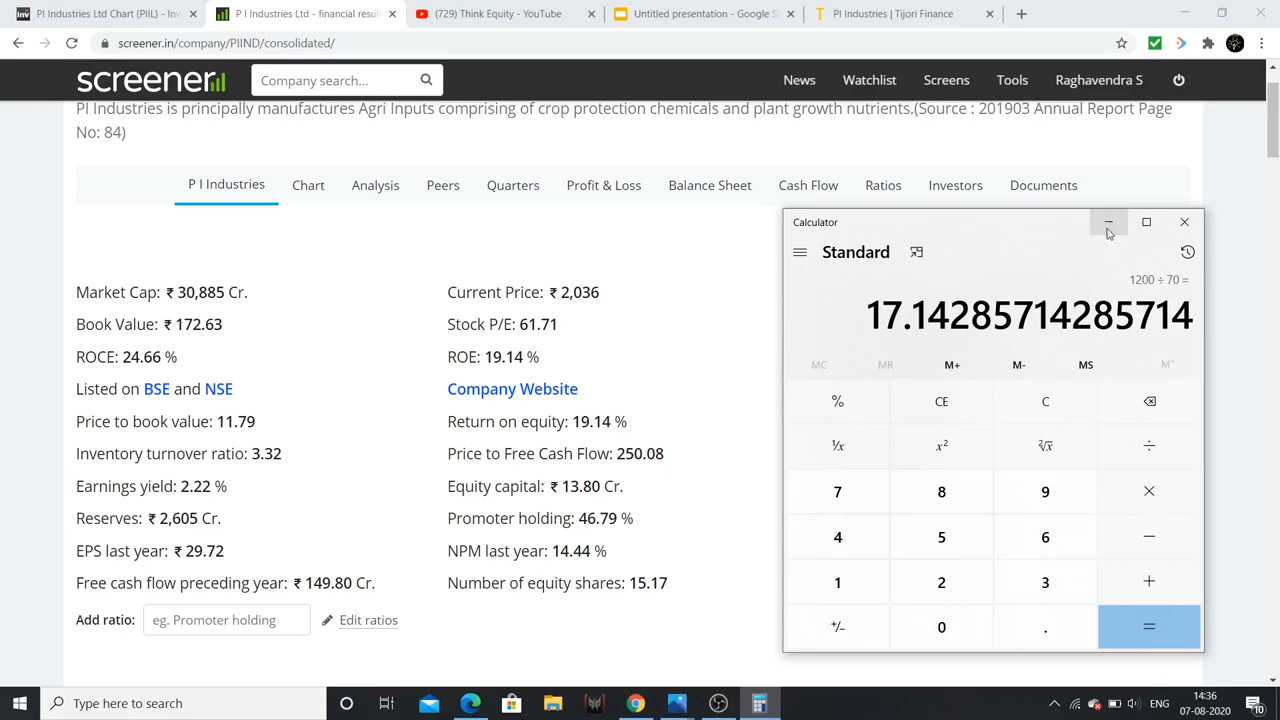 PI Industries Ltd Chart (PIIL) - Inv
P I Industries Ltd - financial resul
(729) Think Equity - YouTube
Untitled presentation - Google S
PI Industries | Tijori Finance
screener.in/company/PIIND/consolidated/
screener
Company search...
News
Watchlist
Screens
Tools
Raghavendra S
PI Industries is principally manufactures Agri Inputs comprising of crop protection chemicals and plant growth nutrients.(Source : 201903 Annual Report Page
No: 84)
P I Industries
Chart
Analysis
Peers
Quarters
Profit & Loss
Balance Sheet
Cash Flow
Ratios
Investors
Documents
Market Cap: ₹ 30,885 Cr.
Current Price: ₹ 2,036
Book Value: ₹ 172.63
Stock P/E: 61.71
ROCE: 24.66 %
ROE: 19.14 %
Listed on BSE and NSE
Company Website
Price to book value: 11.79
Return on equity: 19.14 %
Inventory turnover ratio: 3.32
Price to Free Cash Flow: 250.08
Earnings yield: 2.22 %
Equity capital: ₹ 13.80 Cr.
Reserves: ₹ 2,605 Cr.
Promoter holding: 46.79 %
EPS last year: ₹ 29.72
NPM last year: 14.44 %
Free cash flow preceding year: ₹ 149.80 Cr.
Number of equity shares: 15.17
Add ratio:
eg. Promoter holding
Edit ratios
Calculator
Standard
1200 ÷ 70 =
17.14285714285714
MC MR M+ M- MS M˅
% CE C
¹/x x² ²√x ÷
7 8 9 ×
4 5 6 −
1 2 3 +
+/− 0 . =
Type here to search
ENG
14:36
07-08-2020
10